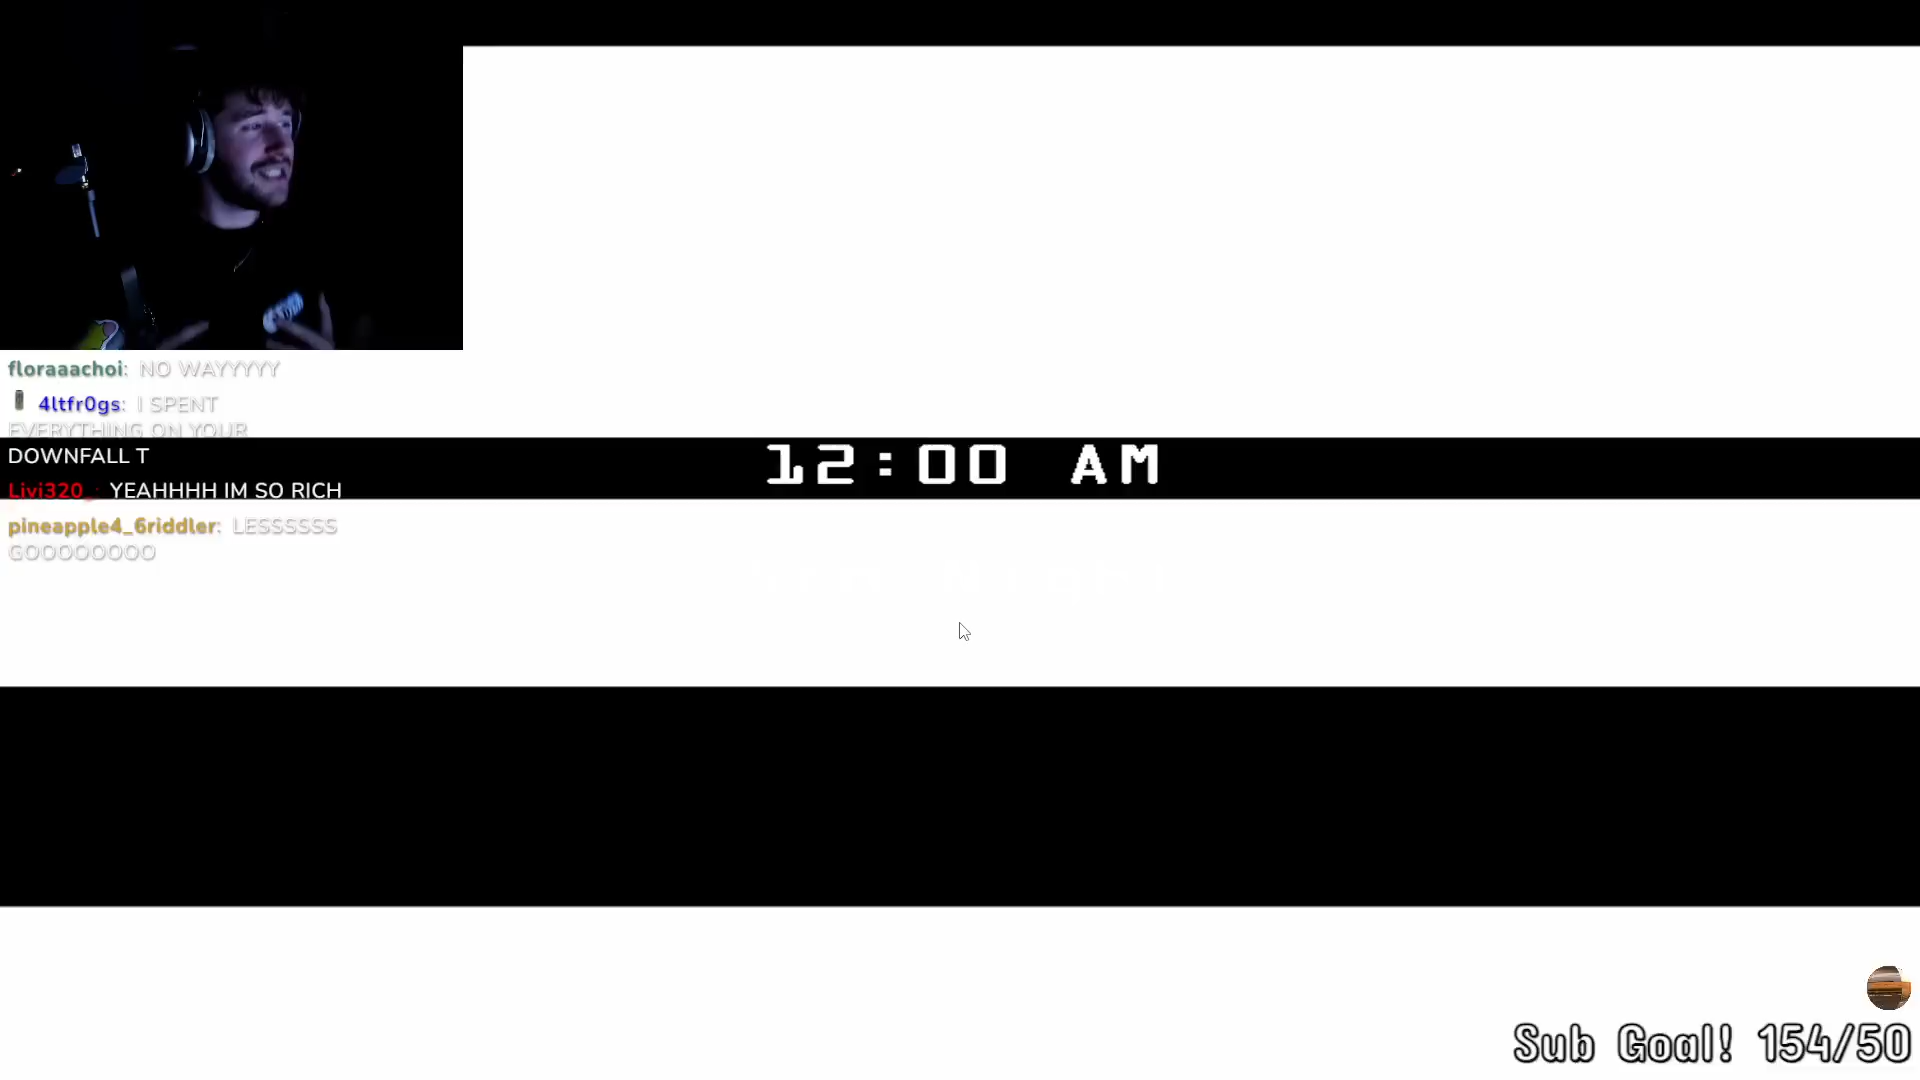 floraaachoi: NO WAYYYYY
4ltfr0gs: I SPENT
EVERYTHING ON YOUR
DOWNFALL T
Livi320_: YEAHHHH IM SO RICH
pineapple4_6riddler: LESSSSSS
GOOOOOOOO
12:00 AM
Sub Goal! 154/50